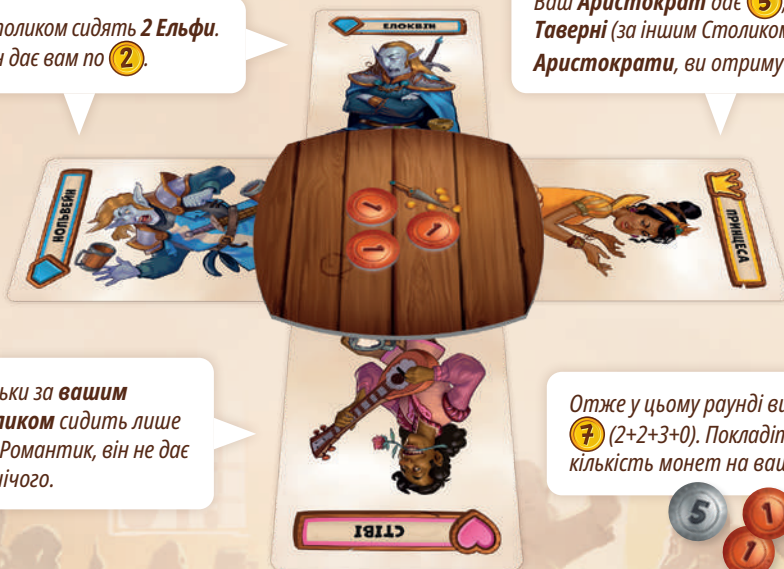 толиком сидять 2 Ельфи.
н дає вам по 2.
Ваш Аристократ дає 5
Таверні (за іншим Столиком
Аристократи, ви отриму
ЕЛОКВІН
НОЛЬВЕЙН
ПРИНЦЕСА
1
1
1
ьки за вашим
ликом сидить лише
Романтик, він не дає
нічого.
СТІВІ
Отже у цьому раунді ви
7 (2+2+3+0). Покладіт
кількість монет на ваш
5
1
1